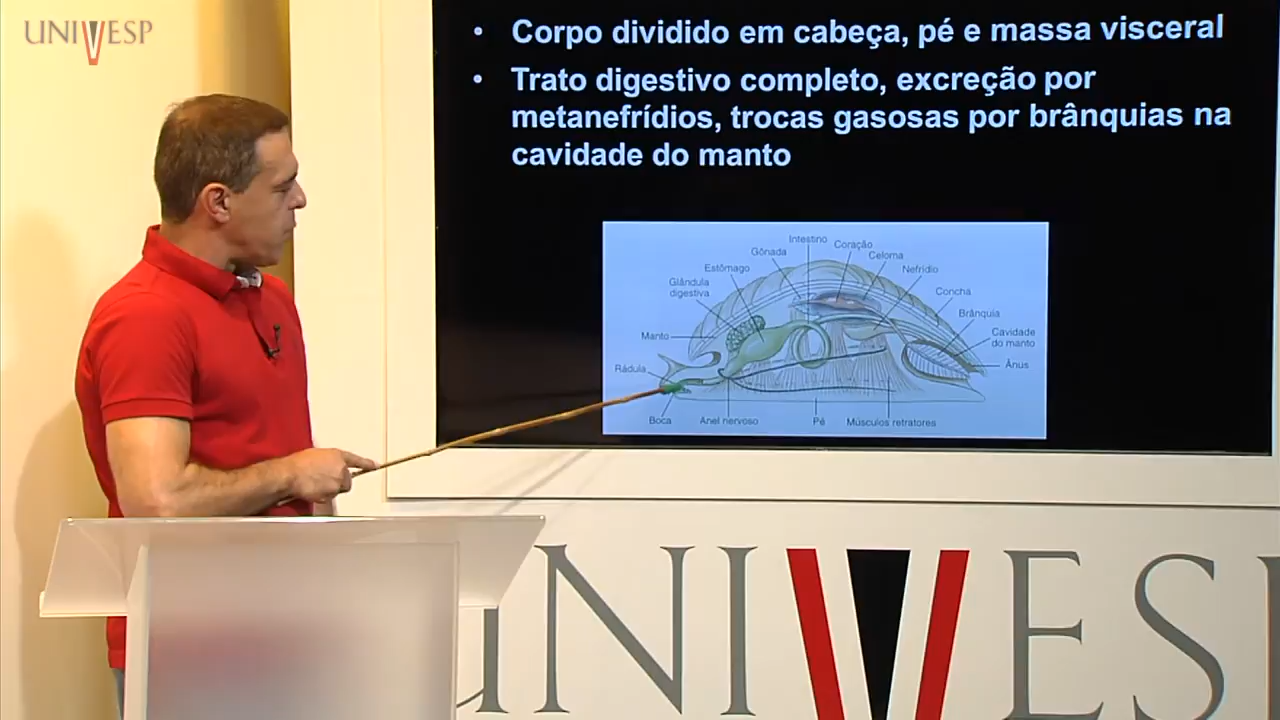 UNIVESP
• Corpo dividido em cabeça, pé e massa visceral
• Trato digestivo completo, excreção por
metanefrídios, trocas gasosas por brânquias na
cavidade do manto
Intestino
Coração
Gônada
Celoma
Estômago
Nefrídio
Glândula
digestiva
Concha
Brânquia
Manto
Cavidade
do manto
Rádula
Ânus
Boca
Anel nervoso
Pé
Músculos retratores
UNIVES